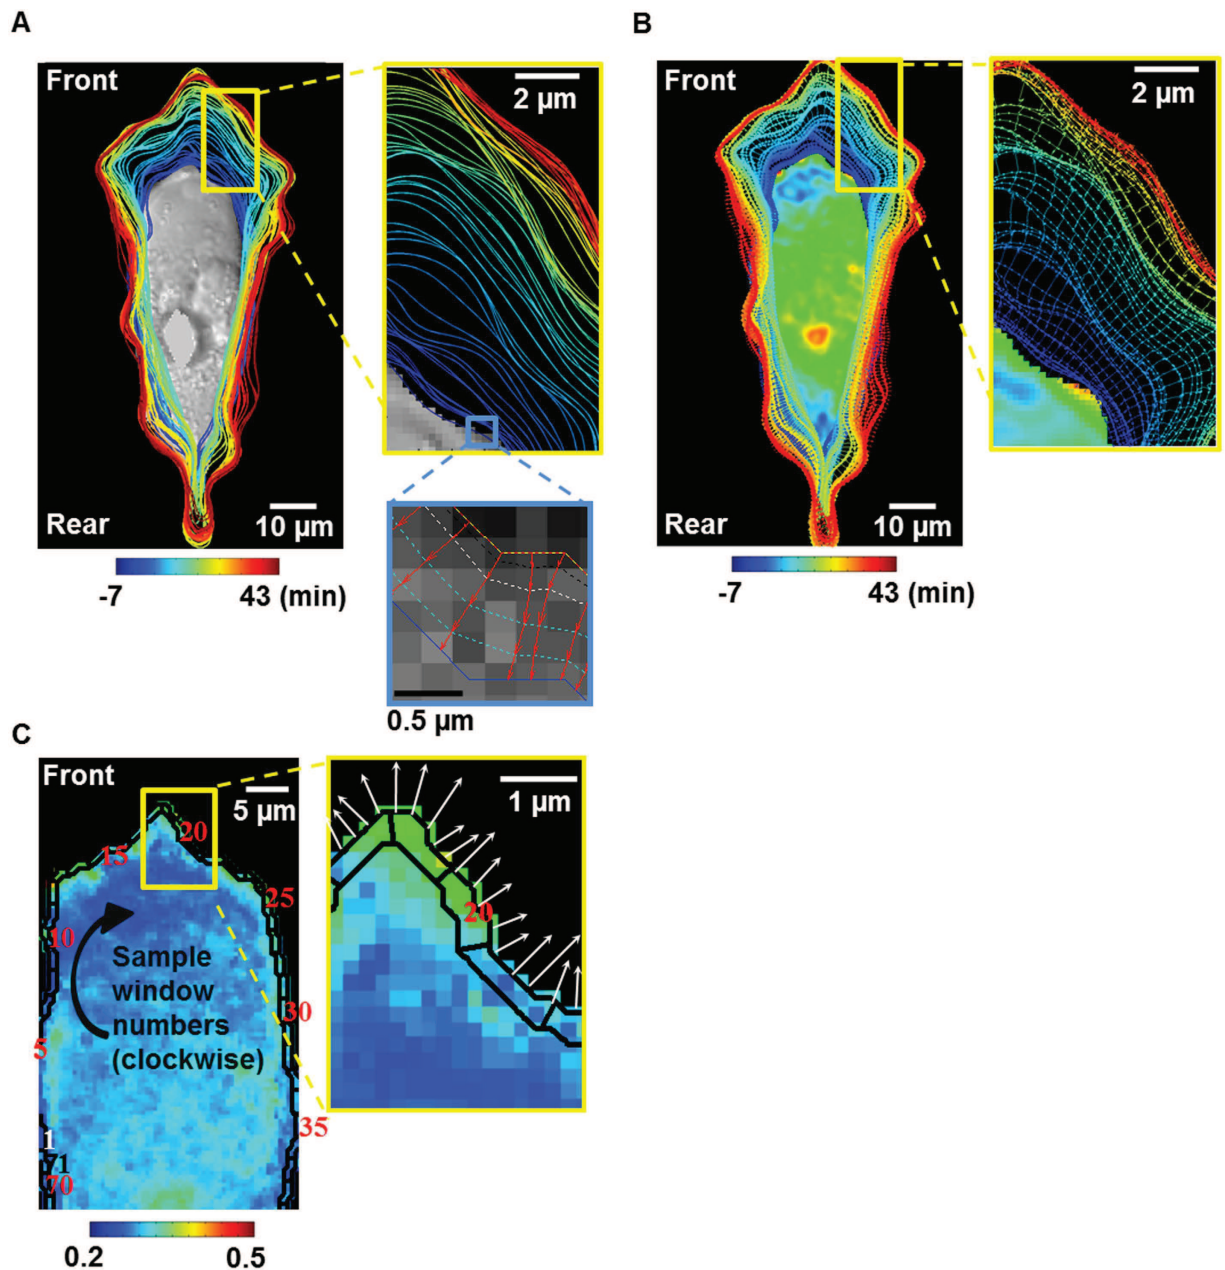 A
Front
2 µm
Rear
10 µm
-7
43 (min)
0.5 µm
B
Front
2 µm
Rear
10 µm
-7
43 (min)
C
Front
5 µm
20
15
25
10
Sample
window
numbers
(clockwise)
30
5
35
1
71
70
0.2
0.5
1 µm
20